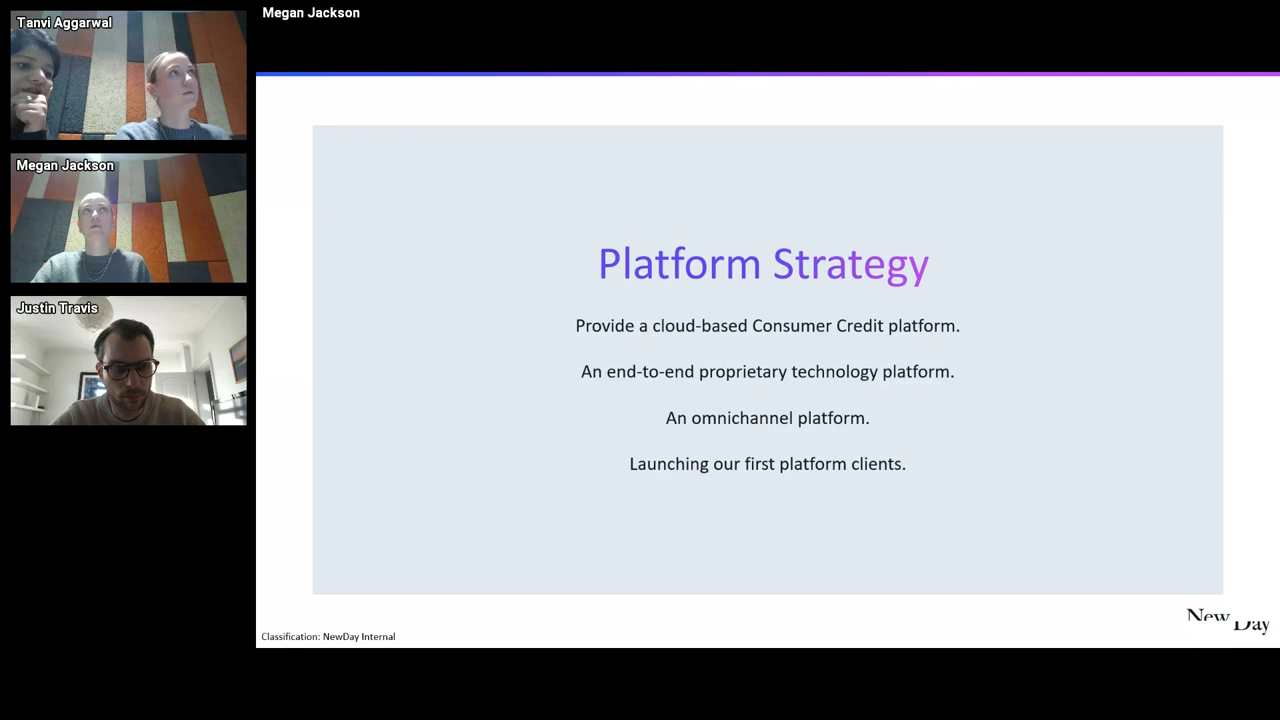 Tanvi Aggarwal
Megan Jackson
Justin Travis
Megan Jackson
Platform Strategy
Provide a cloud-based Consumer Credit platform.
An end-to-end proprietary technology platform.
An omnichannel platform.
Launching our first platform clients.
Classification: NewDay Internal
New Day